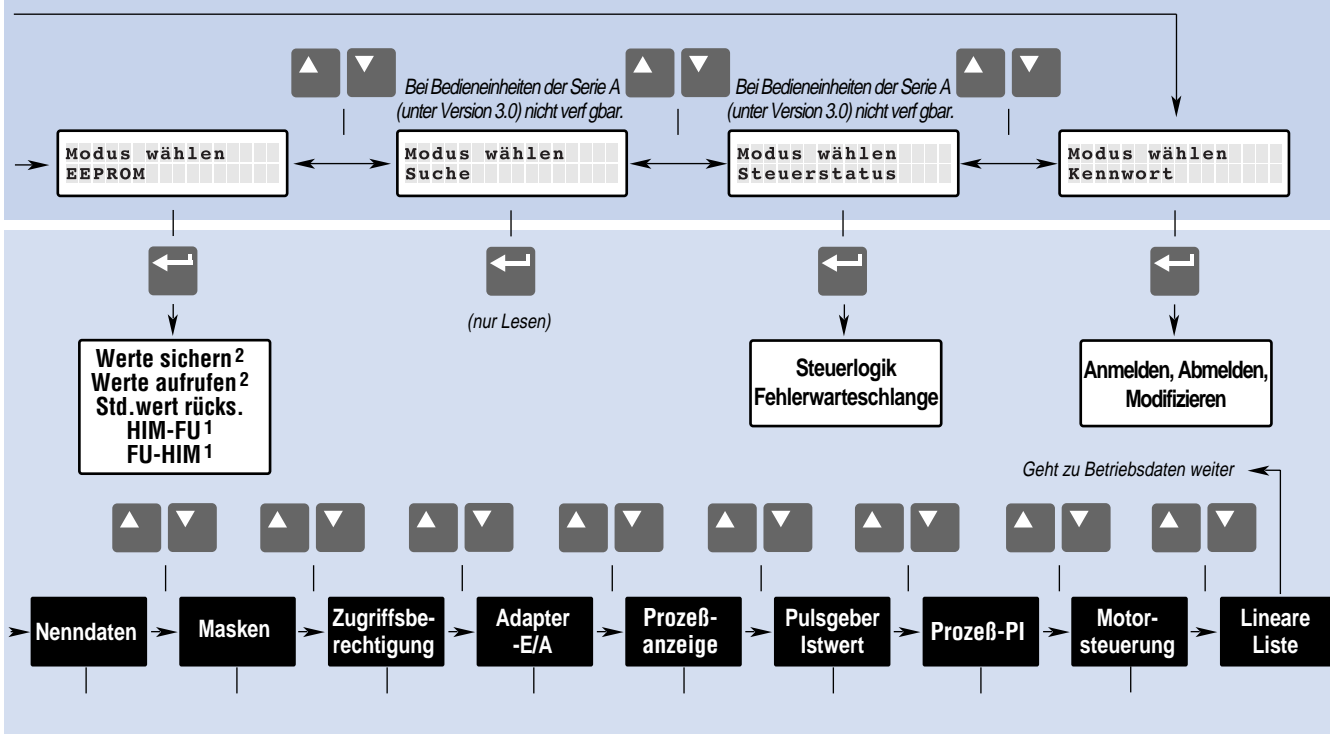 Bei Bedieneinheiten der Serie A
(unter Version 3.0) nicht verf gbar.
Bei Bedieneinheiten der Serie A
(unter Version 3.0) nicht verf gbar.
Modus wählen
EEPROM
Modus wählen
Suche
Modus wählen
Steuerstatus
Modus wählen
Kennwort
(nur Lesen)
Werte sichern 2
Werte aufrufen 2
Std.wert rücks.
HIM-FU 1
FU-HIM 1
Steuerlogik
Fehlerwarteschlange
Anmelden, Abmelden,
Modifizieren
Geht zu Betriebsdaten weiter
Nenndaten
Masken
Zugriffsbe-
rechtigung
Adapter
-E/A
Prozeß-
anzeige
Pulsgeber
Istwert
Prozeß-PI
Motor-
steuerung
Lineare
Liste